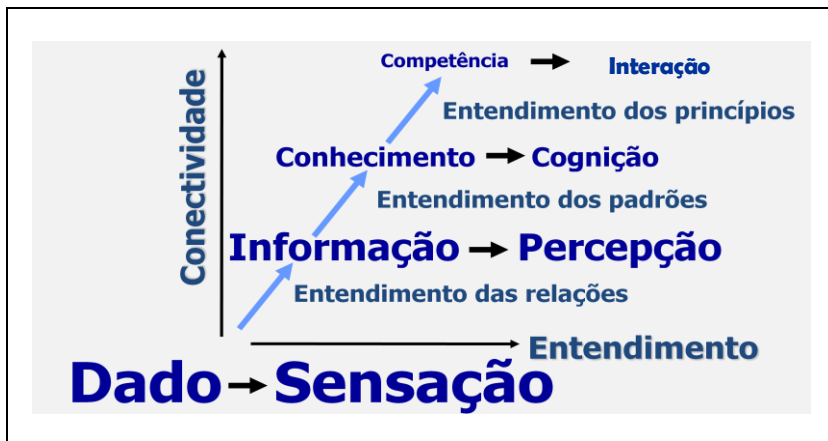 Conectividade
Competência Interação
Entendimento dos princípios
Conhecimento Cognição
Entendimento dos padrões
Informação Percepção
Entendimento das relações
Entendimento
Dado Sensação